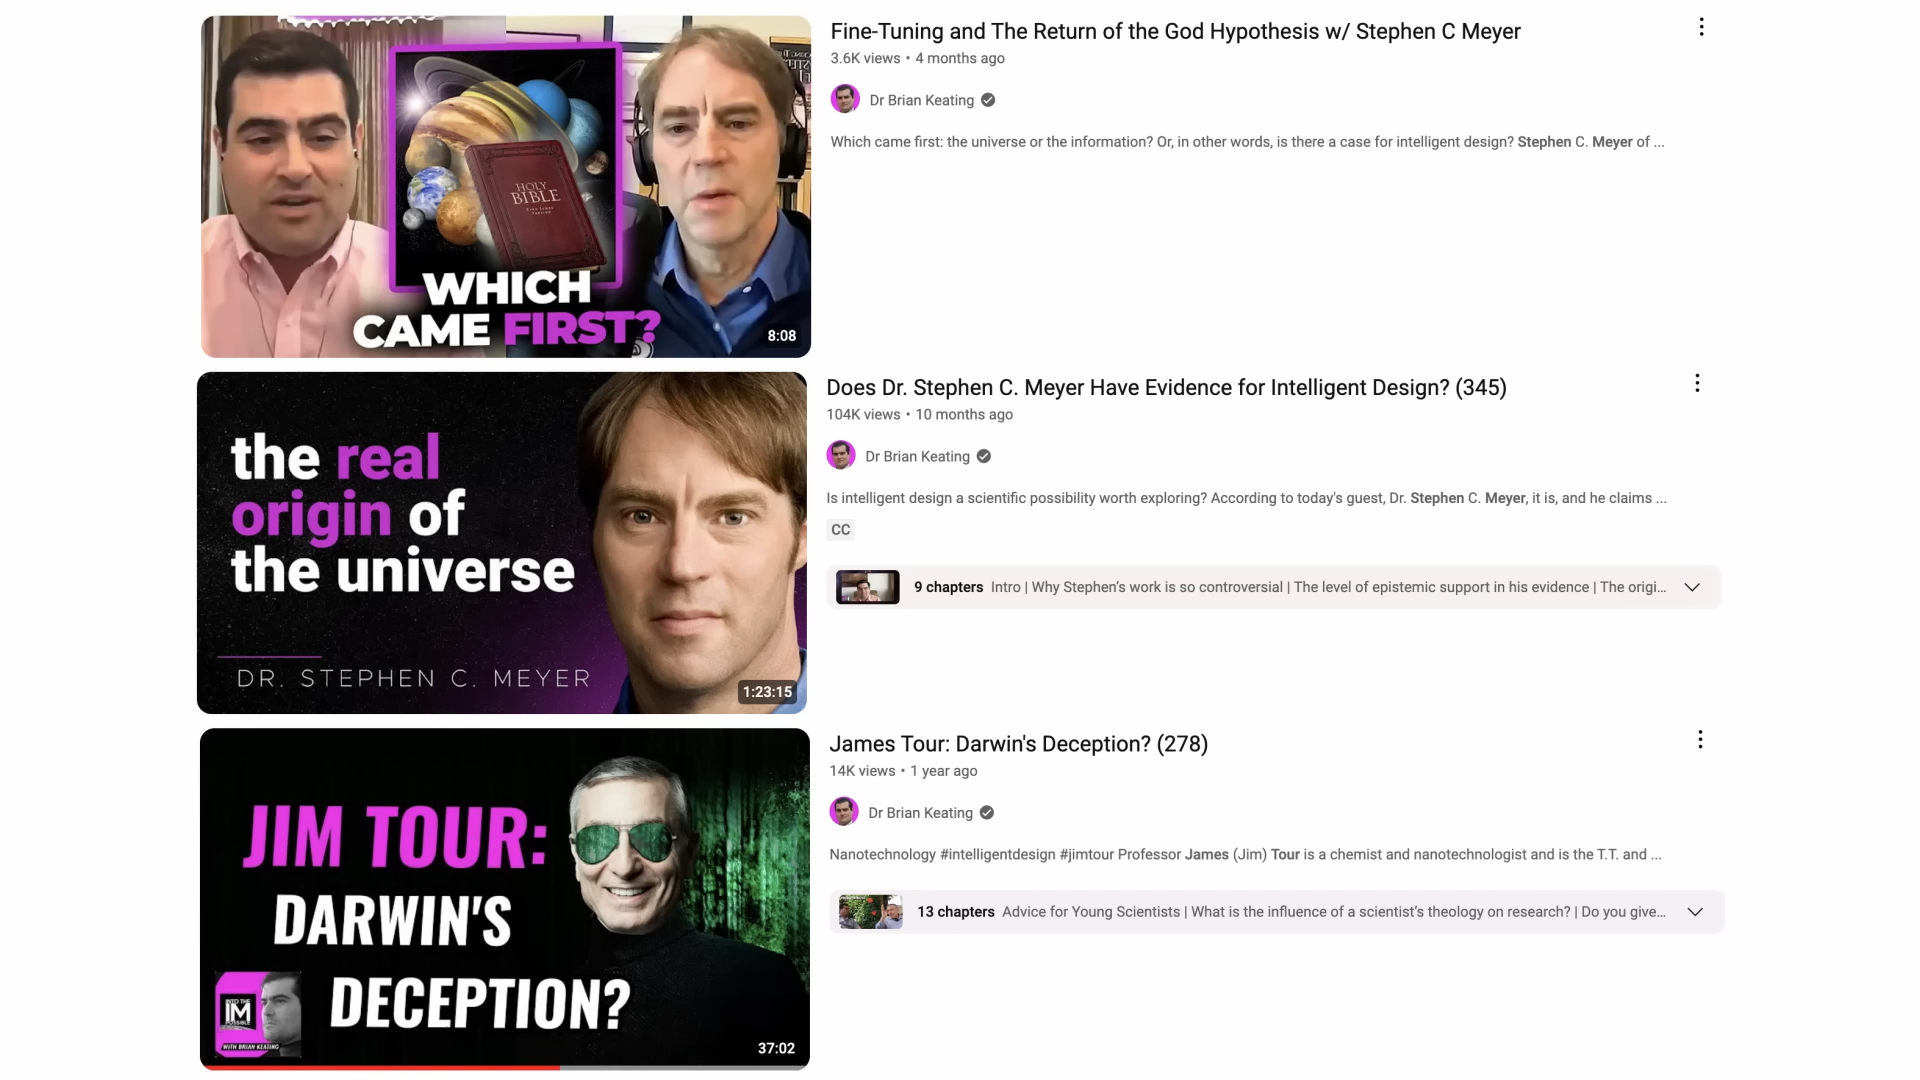 HOLY
BIBLE
WHICH
CAME FIRST?
8:08
Fine-Tuning and The Return of the God Hypothesis w/ Stephen C Meyer
3.6K views • 4 months ago
Dr Brian Keating
Which came first: the universe or the information? Or, in other words, is there a case for intelligent design? Stephen C. Meyer of ...
the real
origin of
the universe
DR. STEPHEN C. MEYER
1:23:15
Does Dr. Stephen C. Meyer Have Evidence for Intelligent Design? (345)
104K views • 10 months ago
Dr Brian Keating
Is intelligent design a scientific possibility worth exploring? According to today's guest, Dr. Stephen C. Meyer, it is, and he claims ...
CC
9 chapters Intro | Why Stephen's work is so controversial | The level of epistemic support in his evidence | The origi...
JIM TOUR:
DARWIN'S
DECEPTION?
INTO THE
IM
POSSIBLE
WITH BRIAN KEATING
37:02
James Tour: Darwin's Deception? (278)
14K views • 1 year ago
Dr Brian Keating
Nanotechnology #intelligentdesign #jimtour Professor James (Jim) Tour is a chemist and nanotechnologist and is the T.T. and ...
13 chapters Advice for Young Scientists | What is the influence of a scientist's theology on research? | Do you give...